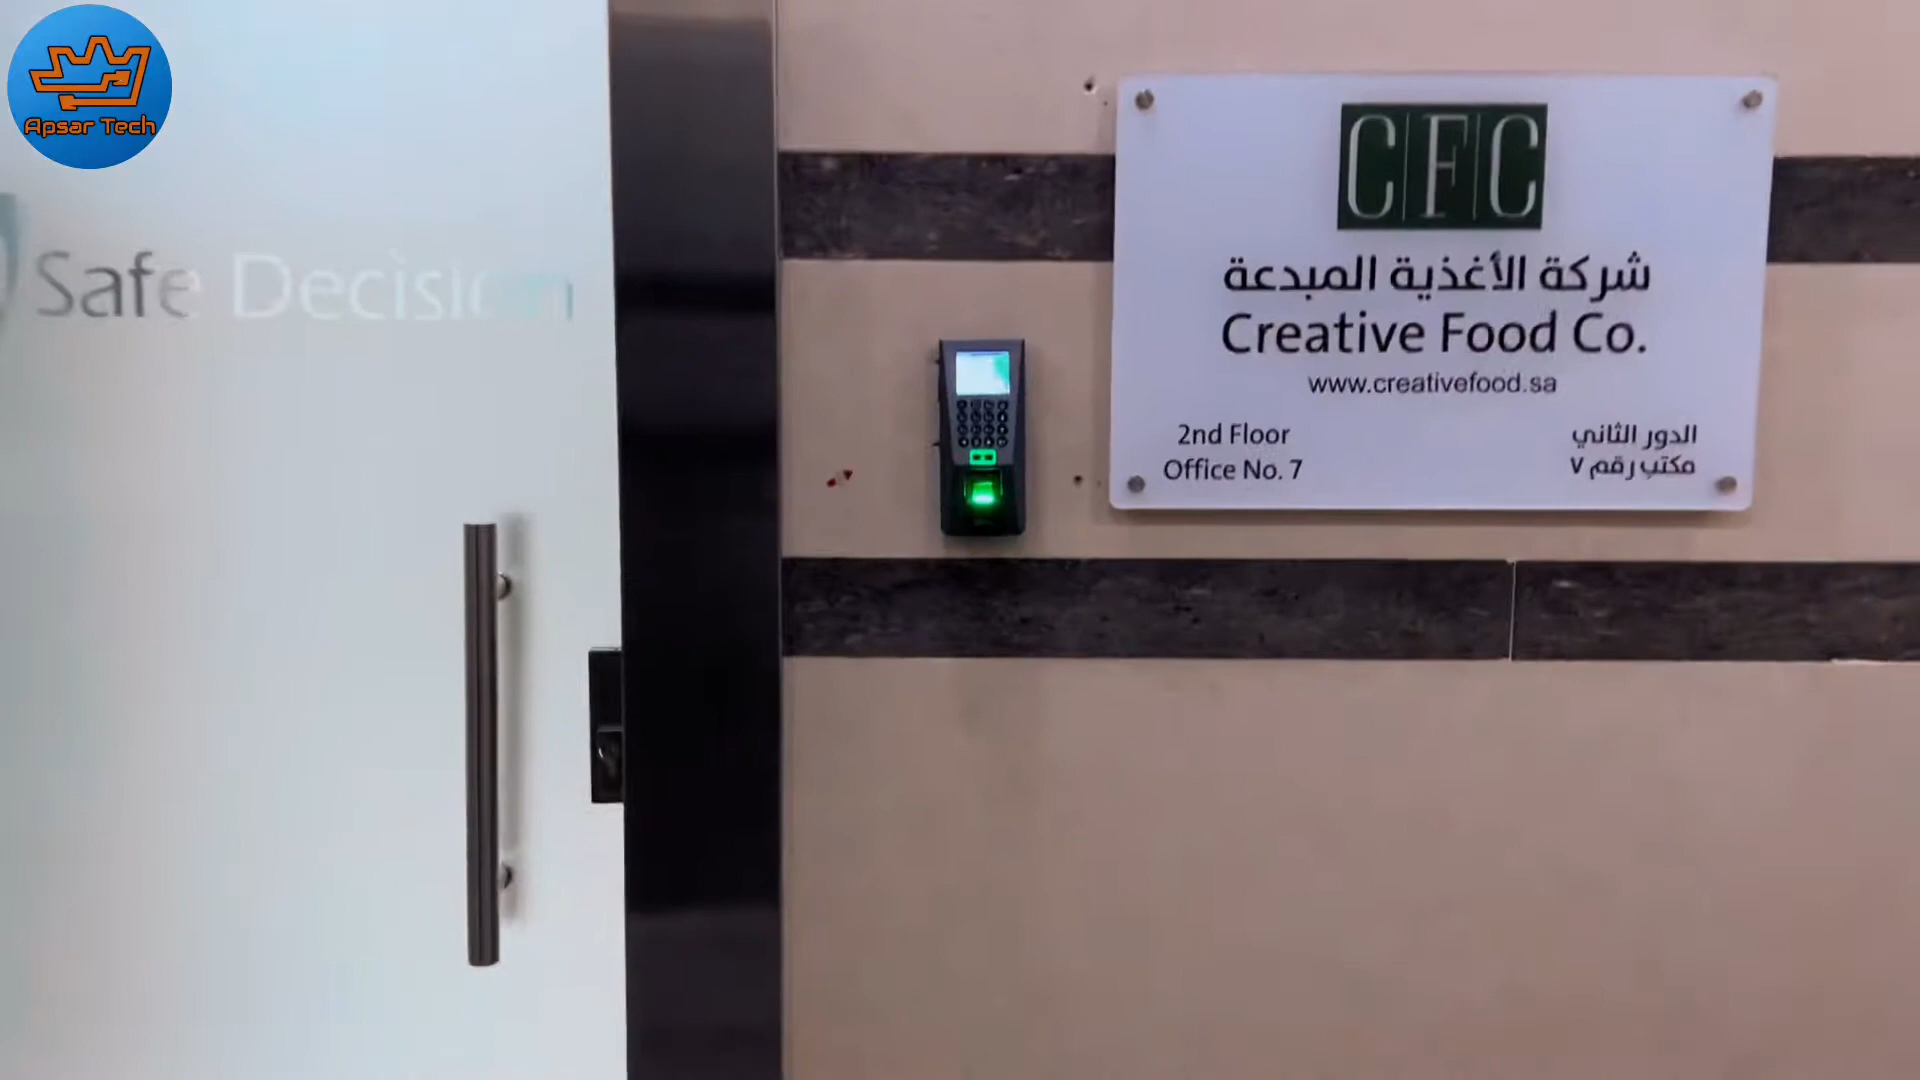 Apsar Tech
Safe Decision
CFC
شركة الأغذية المبدعة
Creative Food Co.
www.creativefood.sa
2nd Floor
Office No. 7
الدور الثاني
مكتب رقم ٧